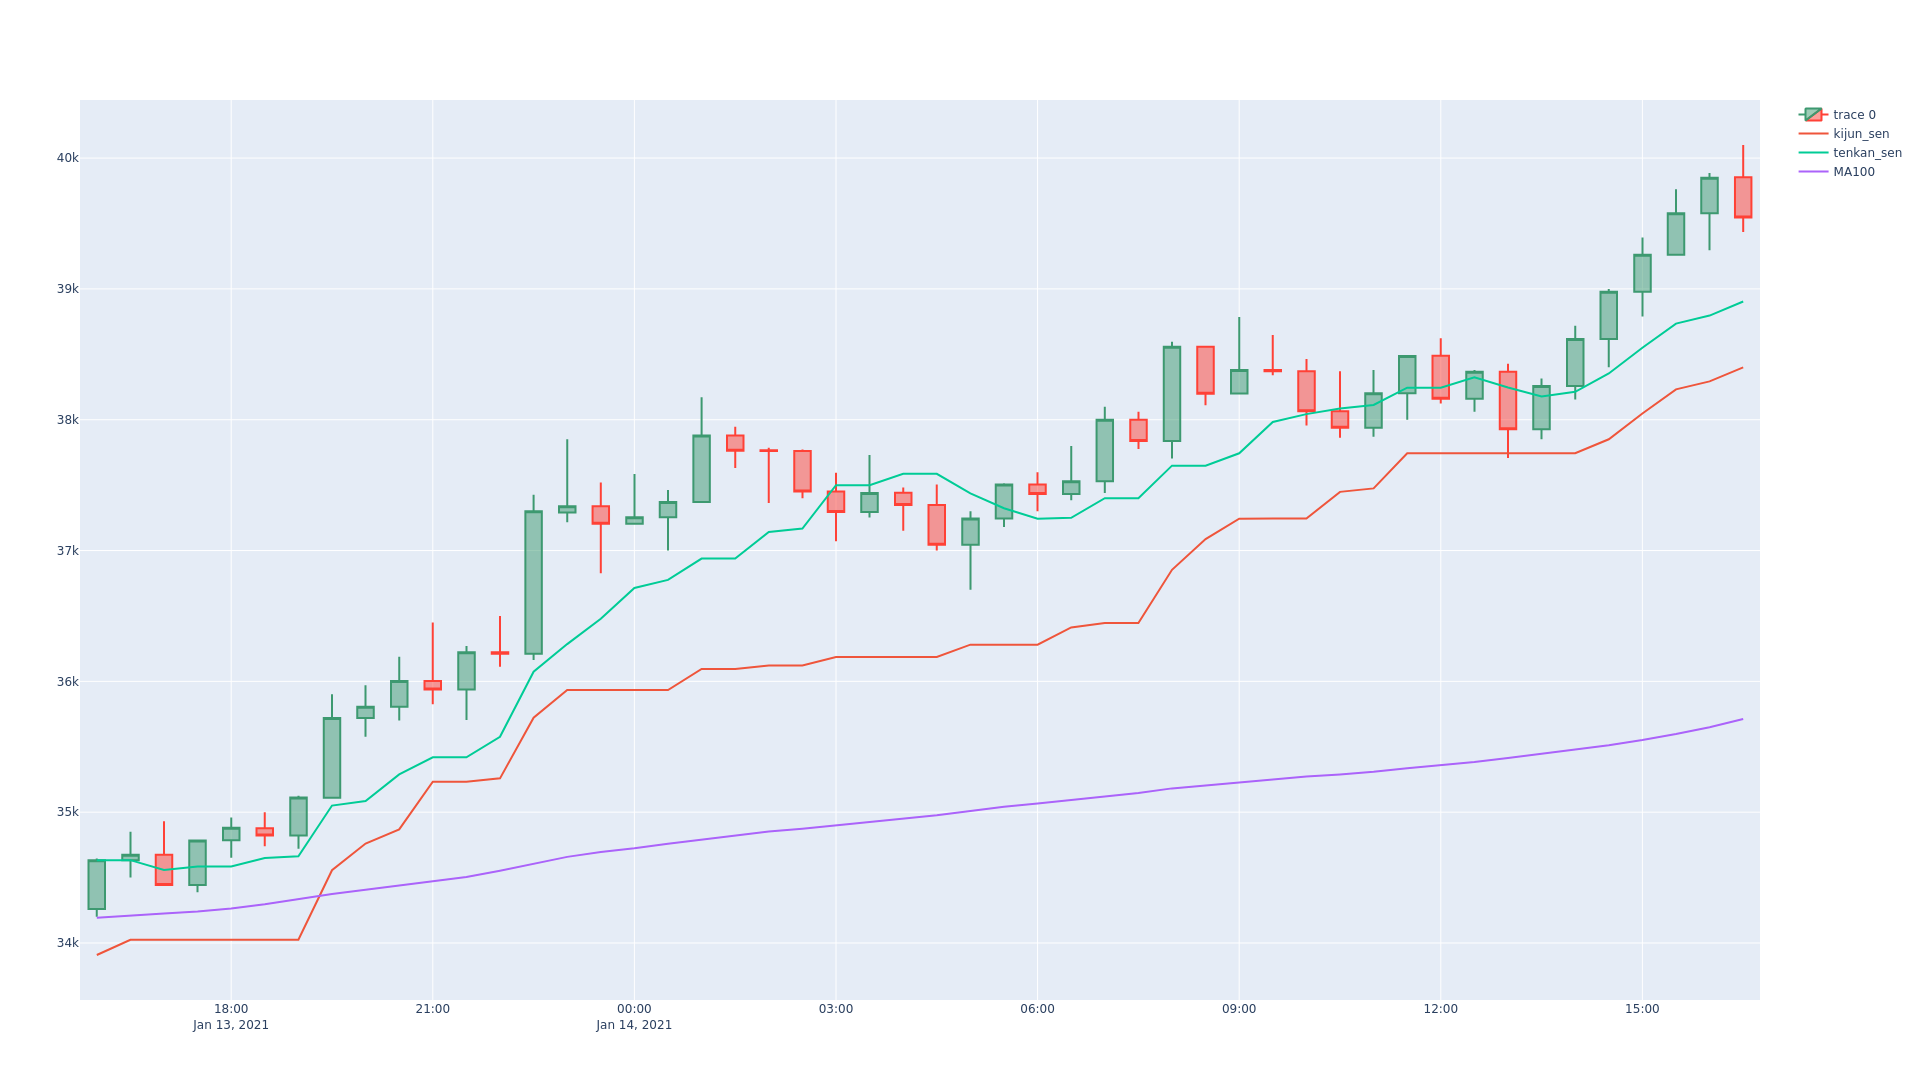 trace 0
kijun_sen
tenkan_sen
MA100
40k
39k
38k
37k
36k
35k
34k
18:00
Jan 13, 2021
21:00
00:00
Jan 14, 2021
03:00
06:00
09:00
12:00
15:00